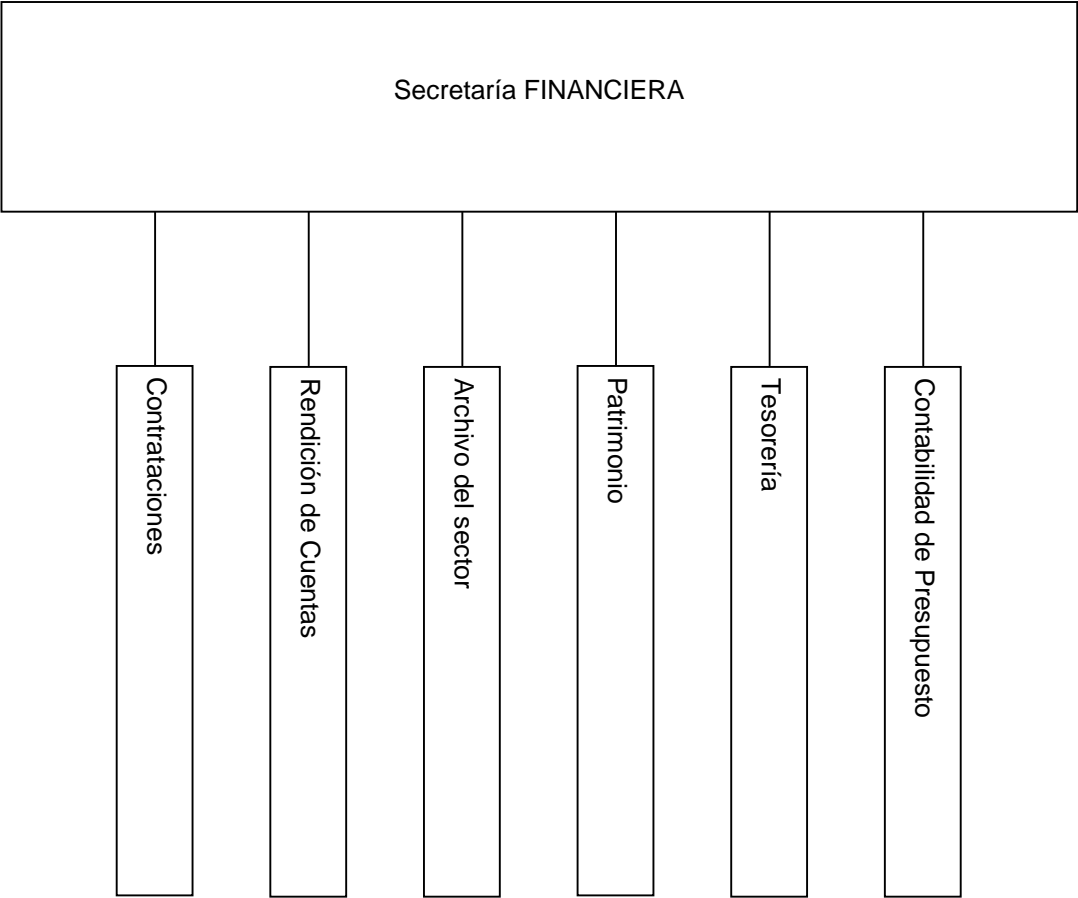 Secretaría FINANCIERA
Contrataciones
Rendición de Cuentas
Archivo del sector
Patrimonio
Tesorería
Contabilidad de Presupuesto